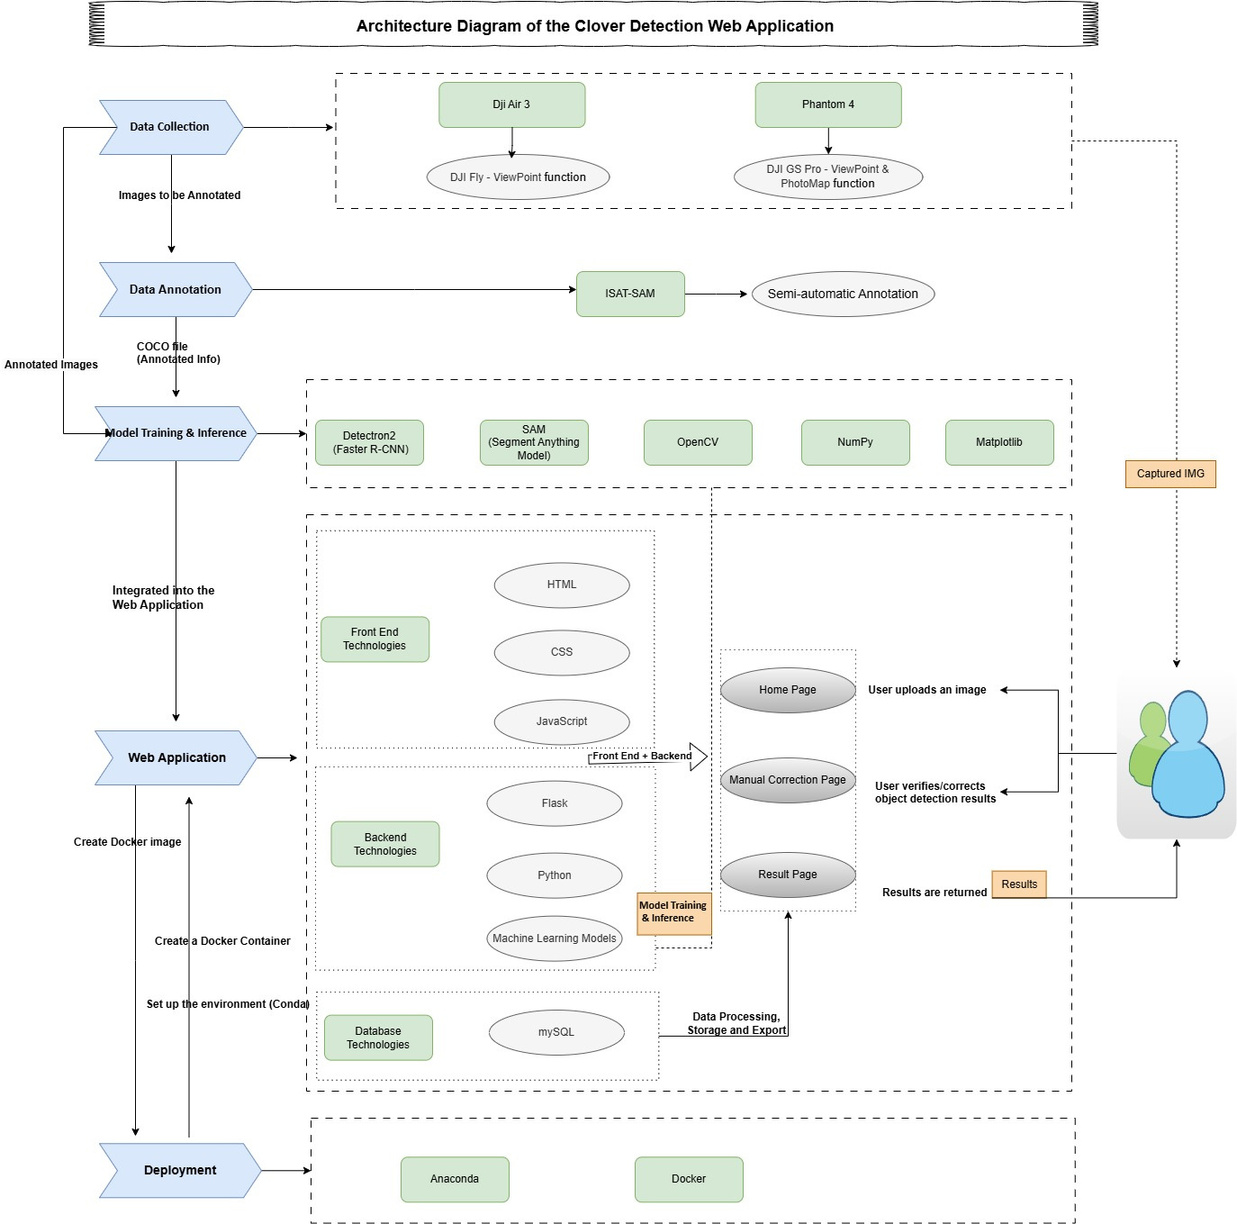 Architecture Diagram of the Clover Detection Web Application
Dji Air 3
Phantom 4
Data Collection
DJI Fly - ViewPoint function
DJI GS Pro - ViewPoint &
PhotoMap function
Images to be Annotated
Data Annotation
ISAT-SAM
Semi-automatic Annotation
COCO file
(Annotated Info)
Annotated Images
Model Training & Inference
Detectron2
(Faster R-CNN)
SAM
(Segment Anything
Model)
OpenCV
NumPy
Matplotlib
Captured IMG
Integrated into the
Web Application
HTML
Front End
Technologies
CSS
JavaScript
Home Page
User uploads an image
Web Application
Front End + Backend
Manual Correction Page
User verifies/corrects
object detection results
Flask
Backend
Technologies
Create Docker image
Python
Result Page
Results are returned
Results
Model Training
& Inference
Machine Learning Models
Create a Docker Container
Set up the environment (Conda)
Database
Technologies
mySQL
Data Processing,
Storage and Export
Deployment
Anaconda
Docker